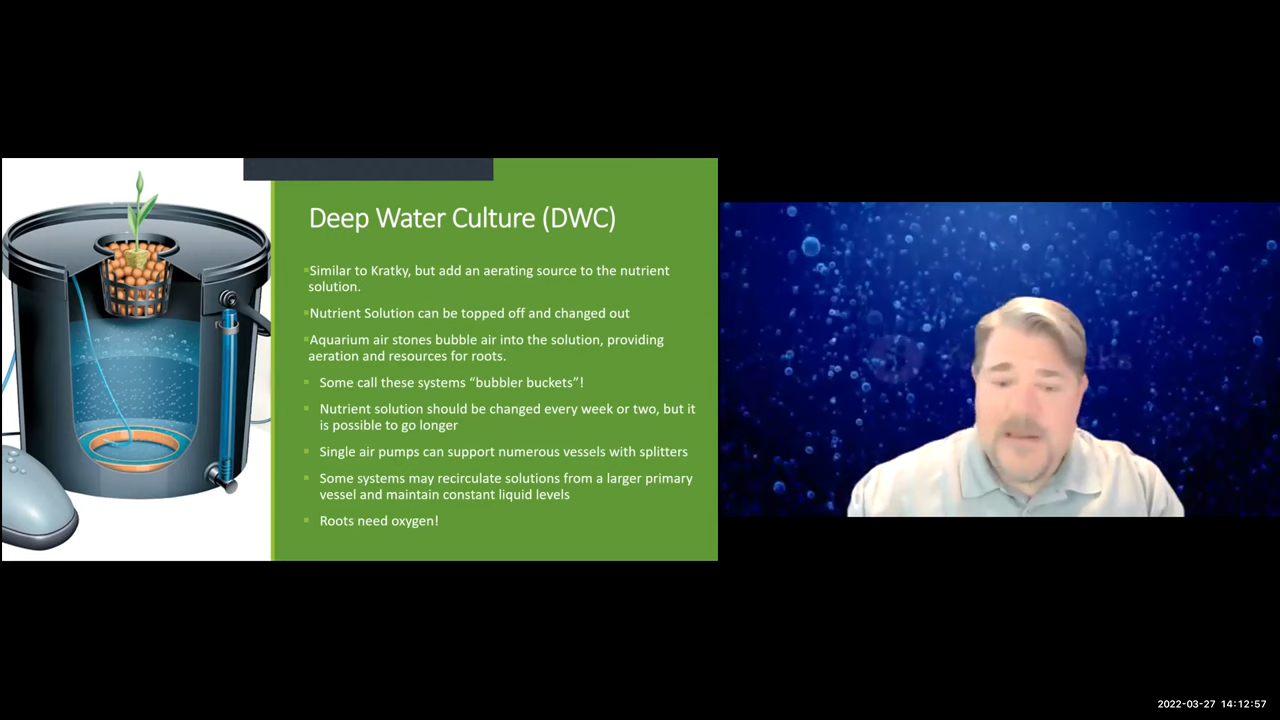 Deep Water Culture (DWC)
▪Similar to Kratky, but add an aerating source to the nutrient
solution.
▪Nutrient Solution can be topped off and changed out
▪Aquarium air stones bubble air into the solution, providing
aeration and resources for roots.
▪ Some call these systems “bubbler buckets”!
▪ Nutrient solution should be changed every week or two, but it
is possible to go longer
▪ Single air pumps can support numerous vessels with splitters
▪ Some systems may recirculate solutions from a larger primary
vessel and maintain constant liquid levels
▪ Roots need oxygen!
2022-03-27 14:12:57